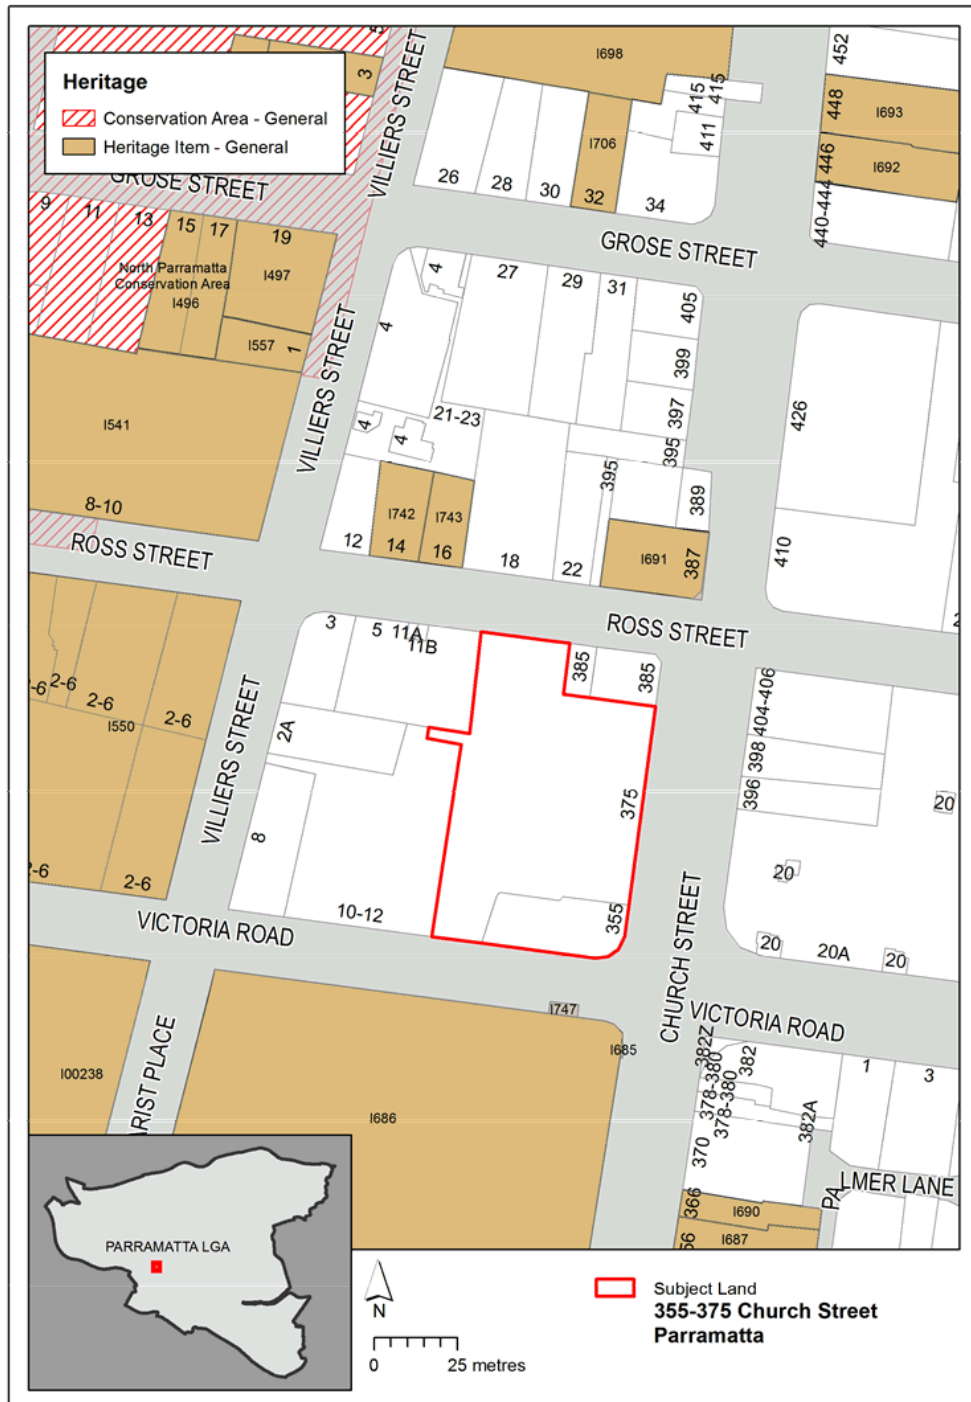 Heritage
Conservation Area - General
Heritage Item - General
3
5
VILLIERS STREET
I698
452
415
415
411
448
I693
446
I692
440-444
I706
26
28
30
32
34
GROSE STREET
GROSE STREET
9
11
13
15
17
19
North Parramatta
Conservation Area
I496
I497
I557
1
4
4
27
29
31
405
399
397
395
426
VILLIERS STREET
I541
8-10
4
4
21-23
395
389
I742
I743
12
14
16
18
22
I691
387
410
ROSS STREET
ROSS STREET
3
5
11A
11B
385
385
2-6
2-6
2-6
2-6
I550
VILLIERS STREET
2A
404-406
398
396
375
20
8
20
2-6
2-6
10-12
355
VICTORIA ROAD
CHURCH STREET
20
20A
20
VICTORIA ROAD
I747
I685
382Z
382
378-380
378-380
1
3
I00238
ARIST PLACE
I686
382A
370
PA
LMER LANE
366
I690
56
I687
PARRAMATTA LGA
N
0
25 metres
Subject Land
355-375 Church Street
Parramatta